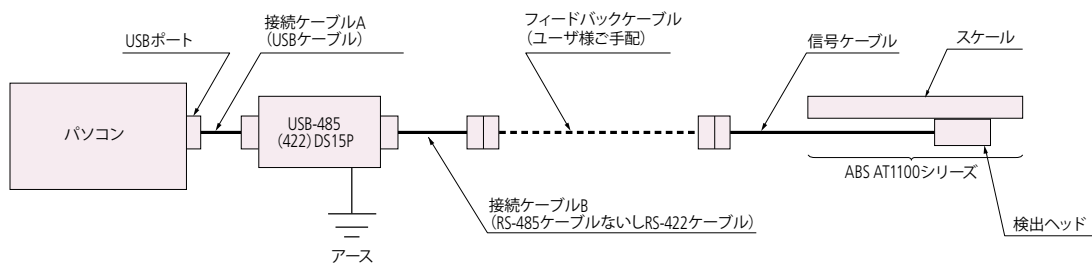 接続ケーブルA
（USBケーブル）
USBポート
フィードバックケーブル
（ユーザ様ご手配）
信号ケーブル
スケール
パソコン
USB-485
（422）DS15P
ABS AT1100シリーズ
接続ケーブルB
（RS-485ケーブルないしRS-422ケーブル）
検出ヘッド
アース